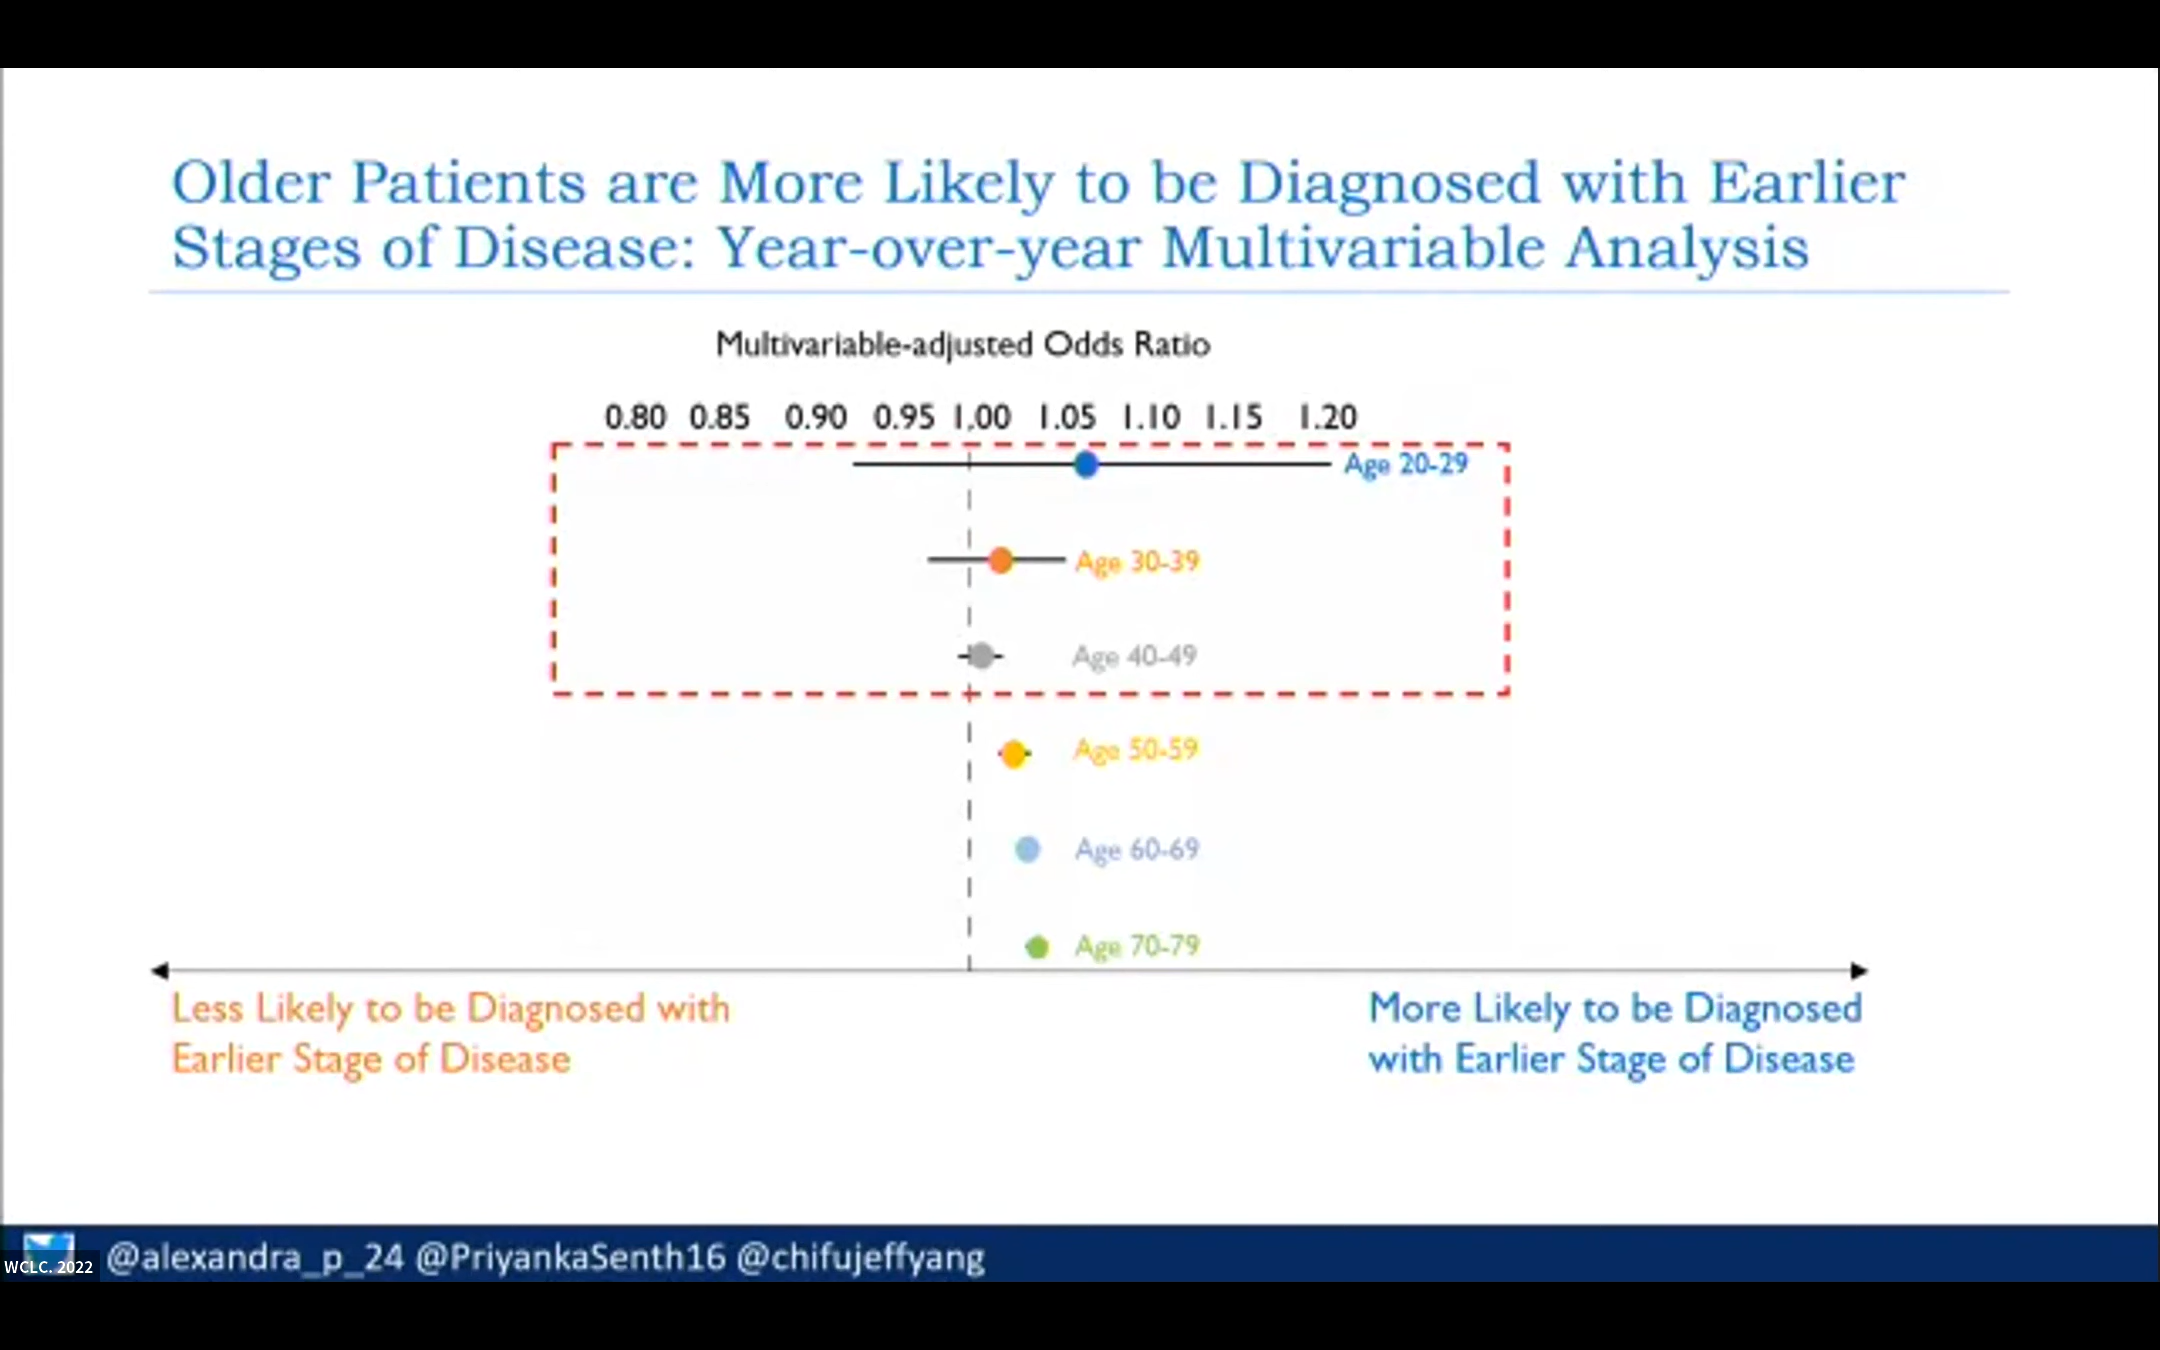 Older Patients are More Likely to be Diagnosed with Earlier
Stages of Disease: Year-over-year Multivariable Analysis
Multivariable-adjusted Odds Ratio
0.80 0.85 0.90 0.95 1.00 1.05 1.10 1.15 1.20
Age 20-29
Age 30-39
Age 40-49
Age 50-59
Age 60-69
Age 70-79
Less Likely to be Diagnosed with
Earlier Stage of Disease
More Likely to be Diagnosed
with Earlier Stage of Disease
@alexandra_p_24 @PriyankaSenth16 @chifujeffyang
WCLC. 2022